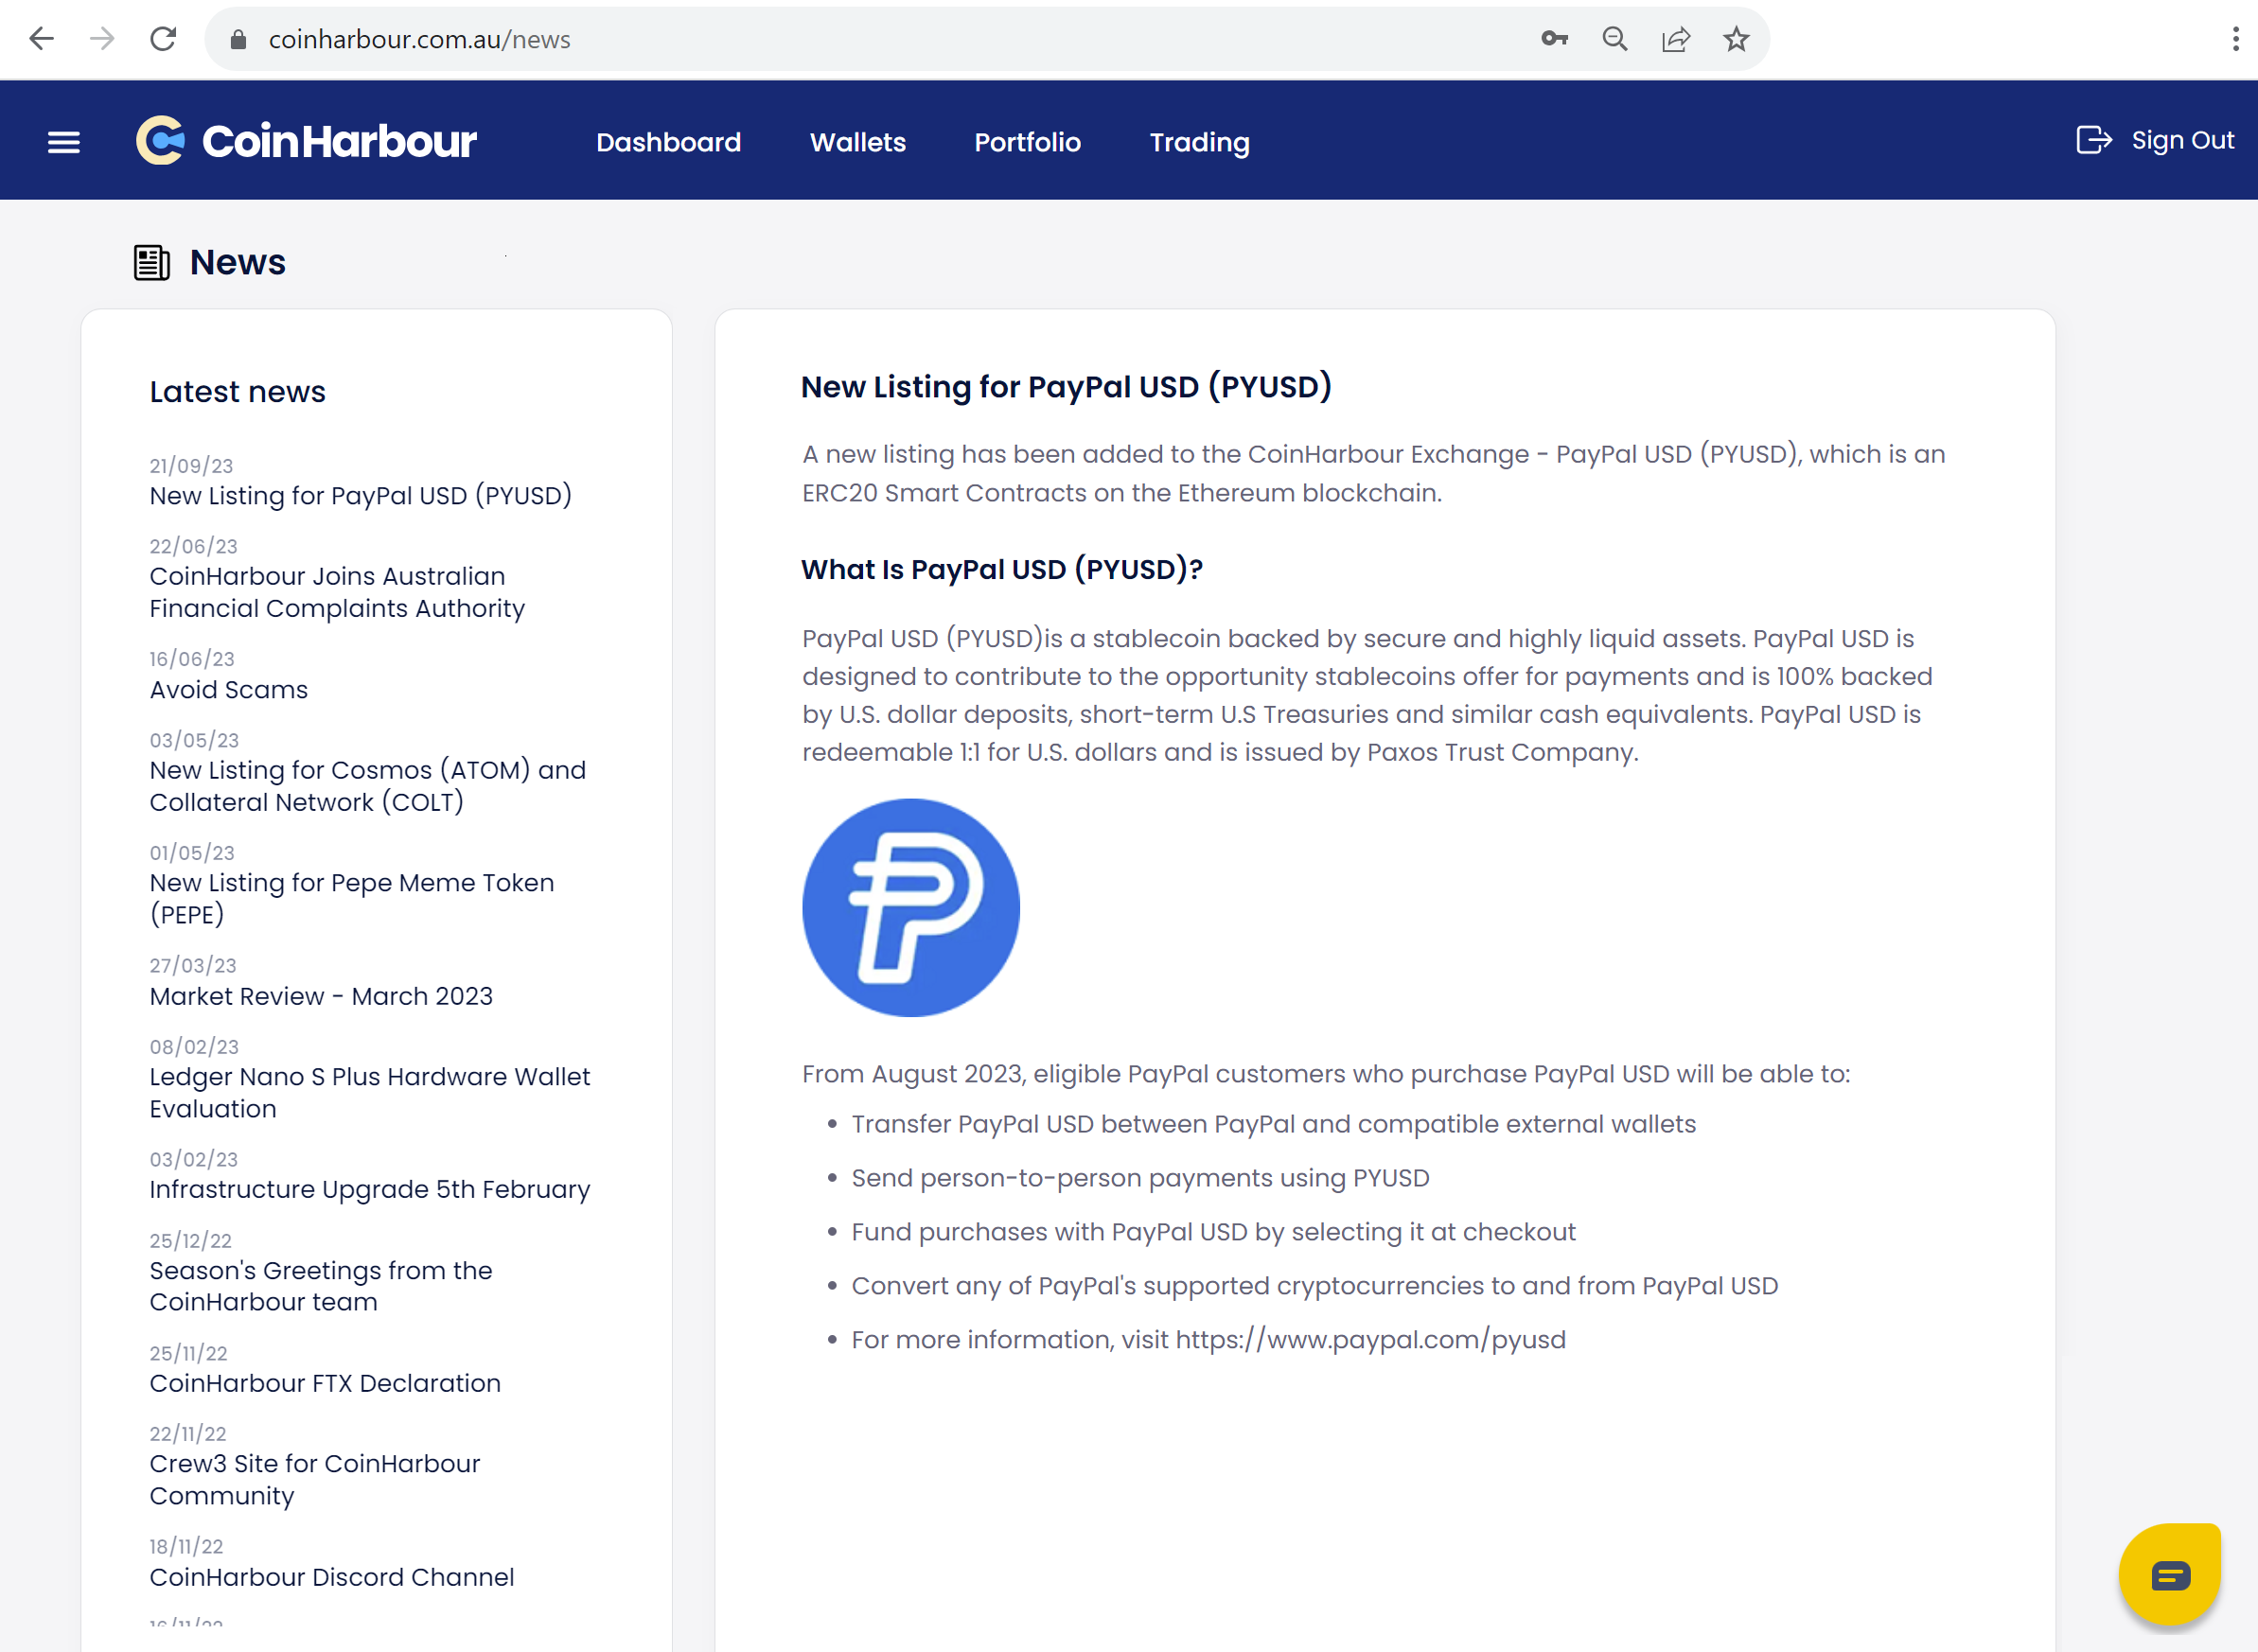 coinharbour.com.au/news
CoinHarbour
Dashboard
Wallets
Portfolio
Trading
Sign Out
News
Latest news
21/09/23
New Listing for PayPal USD (PYUSD)
22/06/23
CoinHarbour Joins Australian
Financial Complaints Authority
16/06/23
Avoid Scams
03/05/23
New Listing for Cosmos (ATOM) and
Collateral Network (COLT)
01/05/23
New Listing for Pepe Meme Token
(PEPE)
27/03/23
Market Review - March 2023
08/02/23
Ledger Nano S Plus Hardware Wallet
Evaluation
03/02/23
Infrastructure Upgrade 5th February
25/12/22
Season's Greetings from the
CoinHarbour team
25/11/22
CoinHarbour FTX Declaration
22/11/22
Crew3 Site for CoinHarbour
Community
18/11/22
CoinHarbour Discord Channel
New Listing for PayPal USD (PYUSD)
A new listing has been added to the CoinHarbour Exchange - PayPal USD (PYUSD), which is an
ERC20 Smart Contracts on the Ethereum blockchain.
What Is PayPal USD (PYUSD)?
PayPal USD (PYUSD)is a stablecoin backed by secure and highly liquid assets. PayPal USD is
designed to contribute to the opportunity stablecoins offer for payments and is 100% backed
by U.S. dollar deposits, short-term U.S Treasuries and similar cash equivalents. PayPal USD is
redeemable 1:1 for U.S. dollars and is issued by Paxos Trust Company.
From August 2023, eligible PayPal customers who purchase PayPal USD will be able to:
• Transfer PayPal USD between PayPal and compatible external wallets
• Send person-to-person payments using PYUSD
• Fund purchases with PayPal USD by selecting it at checkout
• Convert any of PayPal's supported cryptocurrencies to and from PayPal USD
• For more information, visit https://www.paypal.com/pyusd